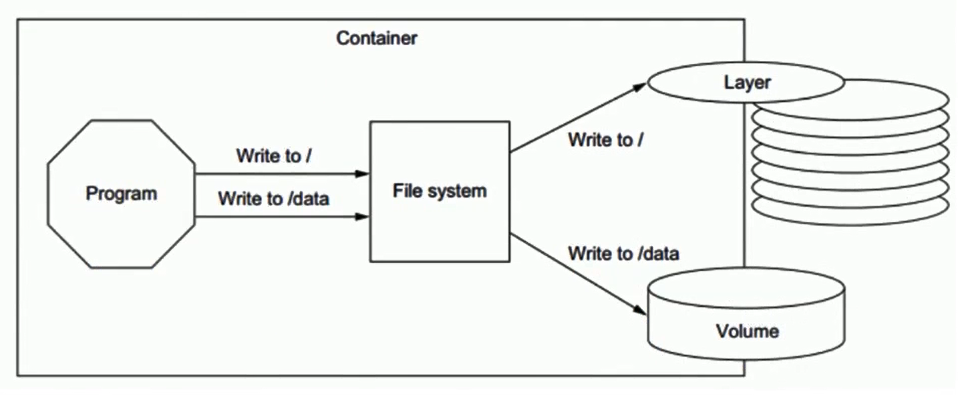 Container
Layer
Write to /
Write to /
Program
Write to /data
File system
Write to /data
Volume